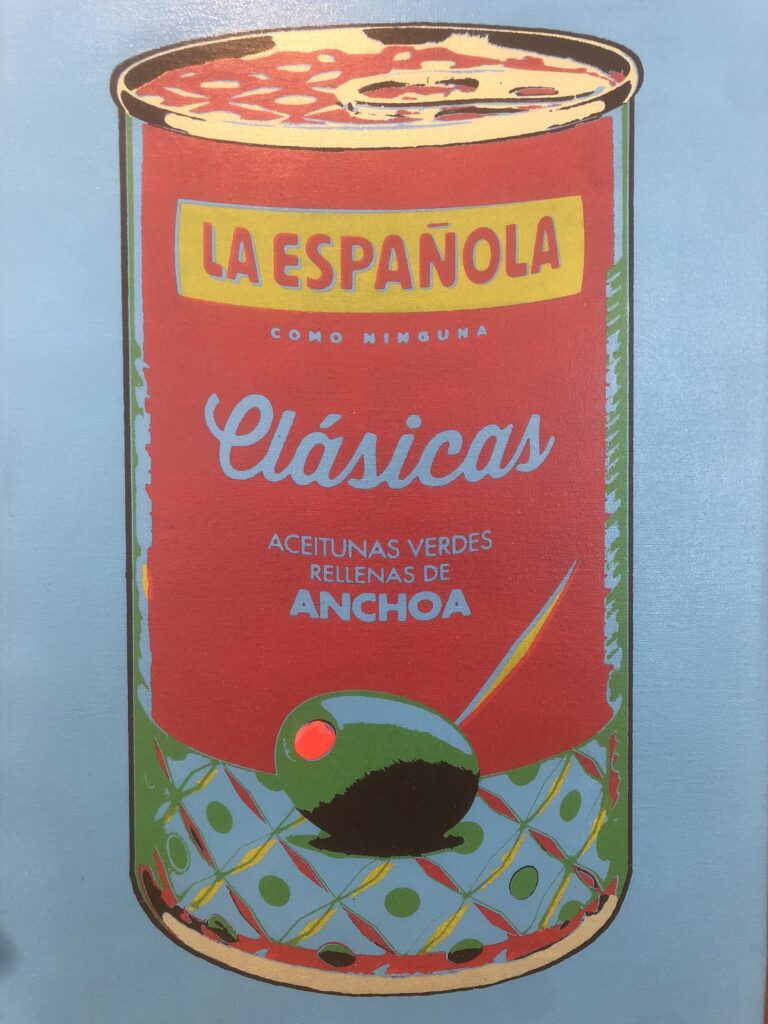 LA ESPAÑOLA
COMO NINGUNA
Clásicas
ACEITUNAS VERDES
RELLENAS DE
ANCHOA